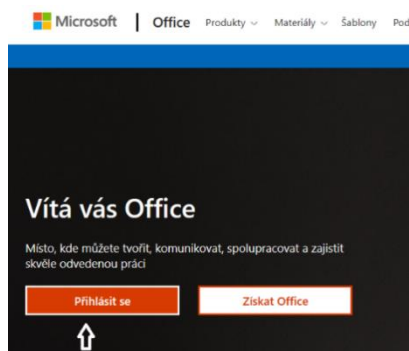 Microsoft | Office Produkty Materiály Šablony
Vítá vás Office
Místo, kde můžete tvořit, komunikovat, spolupracovat a zajistit
skvěle odvedenou práci
Přihlásit se Získat Office